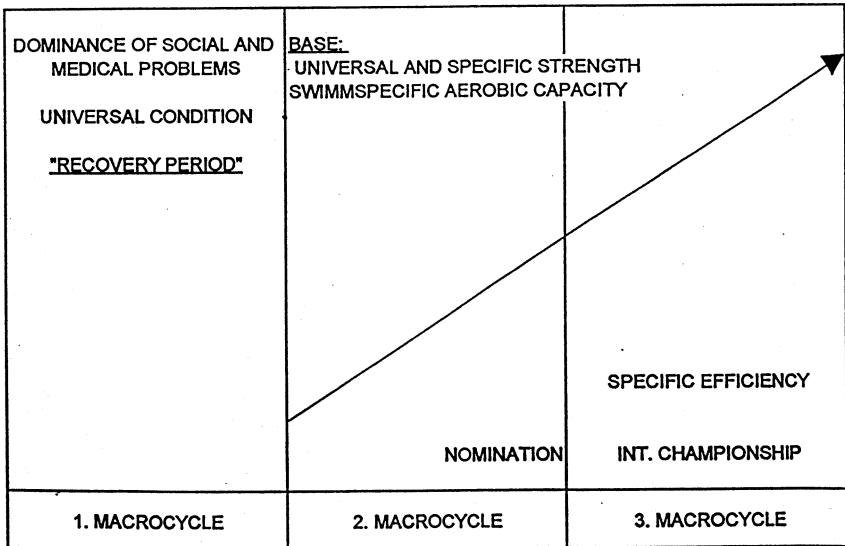 DOMINANCE OF SOCIAL AND
MEDICAL PROBLEMS
UNIVERSAL CONDITION
"RECOVERY PERIOD"
BASE:
UNIVERSAL AND SPECIFIC STRENGTH
SWIMMSPECIFIC AEROBIC CAPACITY
NOMINATION
SPECIFIC EFFICIENCY
INT. CHAMPIONSHIP
1. MACROCYCLE
2. MACROCYCLE
3. MACROCYCLE